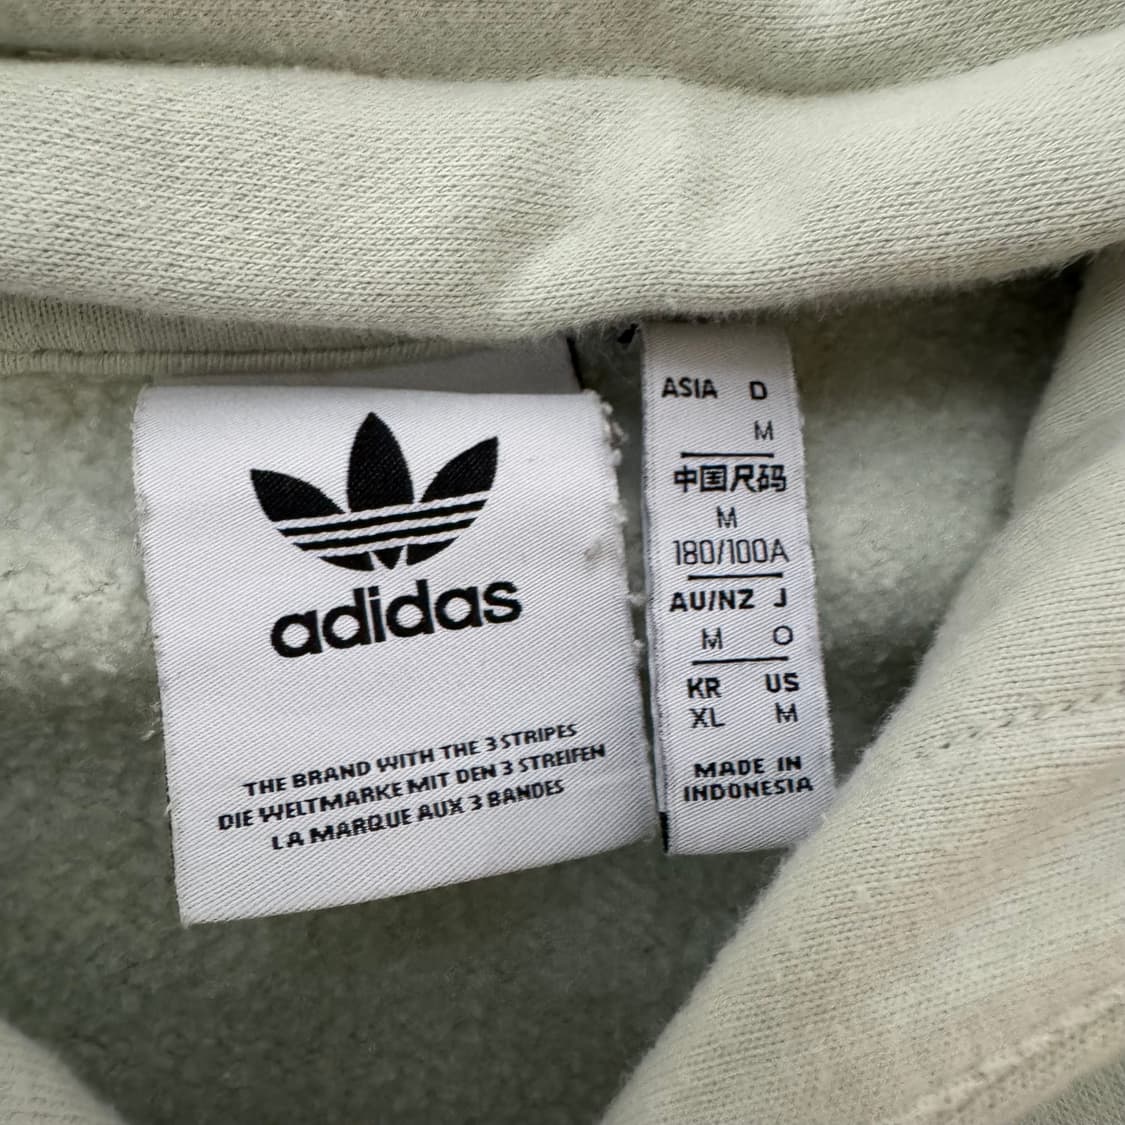 adidas
THE BRAND WITH THE 3 STRIPES
DIE WELTMARKE MIT DEN 3 STREIFEN
LA MARQUE AUX 3 BANDES
ASIA D
M
中国尺码
M
180/100A
AU/NZ J
M O
KR US
XL M
MADE IN
INDONESIA